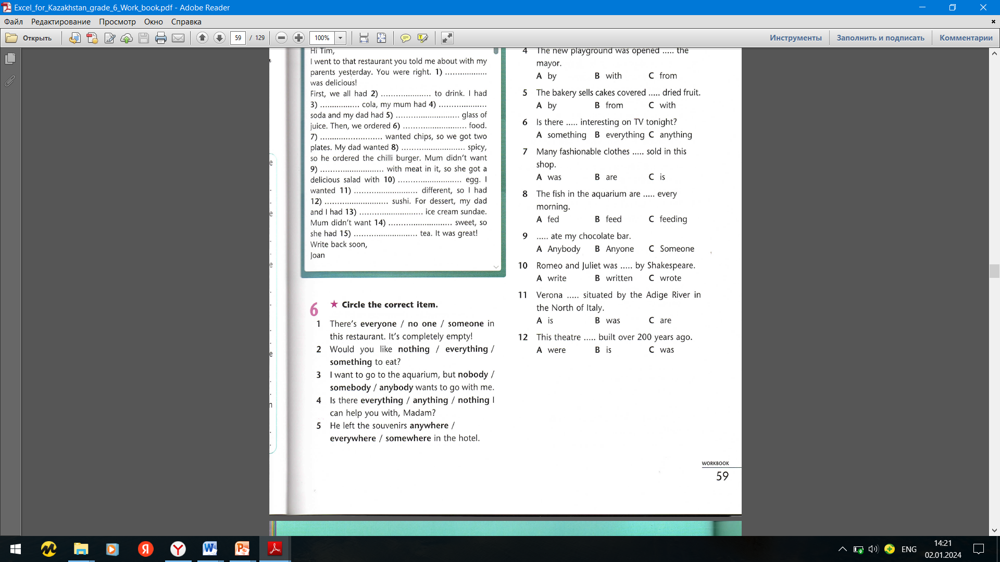 Excel_for_Kazakhstan_grade_6_Work_book.pdf - Adobe Reader
Файл Редактирование Просмотр Окно Справка
Открыть 59 / 129 100% Инструменты Заполнить и подписать Комментарии
Hi Tim,
I went to that restaurant you told me about with my
parents yesterday. You were right. 1) ..................
was delicious!
First, we all had 2) ..................... to drink. I had
3) ................ cola, my mum had 4) ....................
soda and my dad had 5) .......................... glass of
juice. Then, we ordered 6) .......................... food.
7) .......................... wanted chips, so we got two
plates. My dad wanted 8) .......................... spicy,
so he ordered the chilli burger. Mum didn't want
9) .......................... with meat in it, so she got a
delicious salad with 10) .......................... egg. I
wanted 11) .......................... different, so I had
12) .......................... sushi. For dessert, my dad
and I had 13) .......................... ice cream sundae.
Mum didn't want 14) .......................... sweet, so
she had 15) .......................... tea. It was great!
Write back soon,
Joan
6 ★ Circle the correct item.
1 There's everyone / no one / someone in
this restaurant. It's completely empty!
2 Would you like nothing / everything /
something to eat?
3 I want to go to the aquarium, but nobody /
somebody / anybody wants to go with me.
4 Is there everything / anything / nothing I
can help you with, Madam?
5 He left the souvenirs anywhere /
everywhere / somewhere in the hotel.
4 The new playground was opened ..... the
mayor.
A by B with C from
5 The bakery sells cakes covered ..... dried fruit.
A by B from C with
6 Is there ..... interesting on TV tonight?
A something B everything C anything
7 Many fashionable clothes ..... sold in this
shop.
A was B are C is
8 The fish in the aquarium are ..... every
morning.
A fed B feed C feeding
9 ..... ate my chocolate bar.
A Anybody B Anyone C Someone
10 Romeo and Juliet was ..... by Shakespeare.
A write B written C wrote
11 Verona ..... situated by the Adige River in
the North of Italy.
A is B was C are
12 This theatre ..... built over 200 years ago.
A were B is C was
WORKBOOK
59
ENG
14:21
02.01.2024